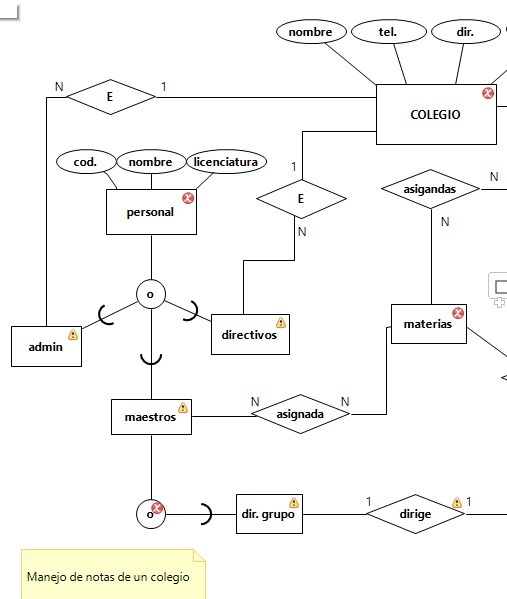 nombre
tel.
dir.
N
E
1
COLEGIO
cod.
nombre
licenciatura
1
asigandas
N
E
personal
N
N
o
admin
directivos
materias
maestros
N
asignada
N
o
dir. grupo
1
dirige
1
Manejo de notas de un colegio